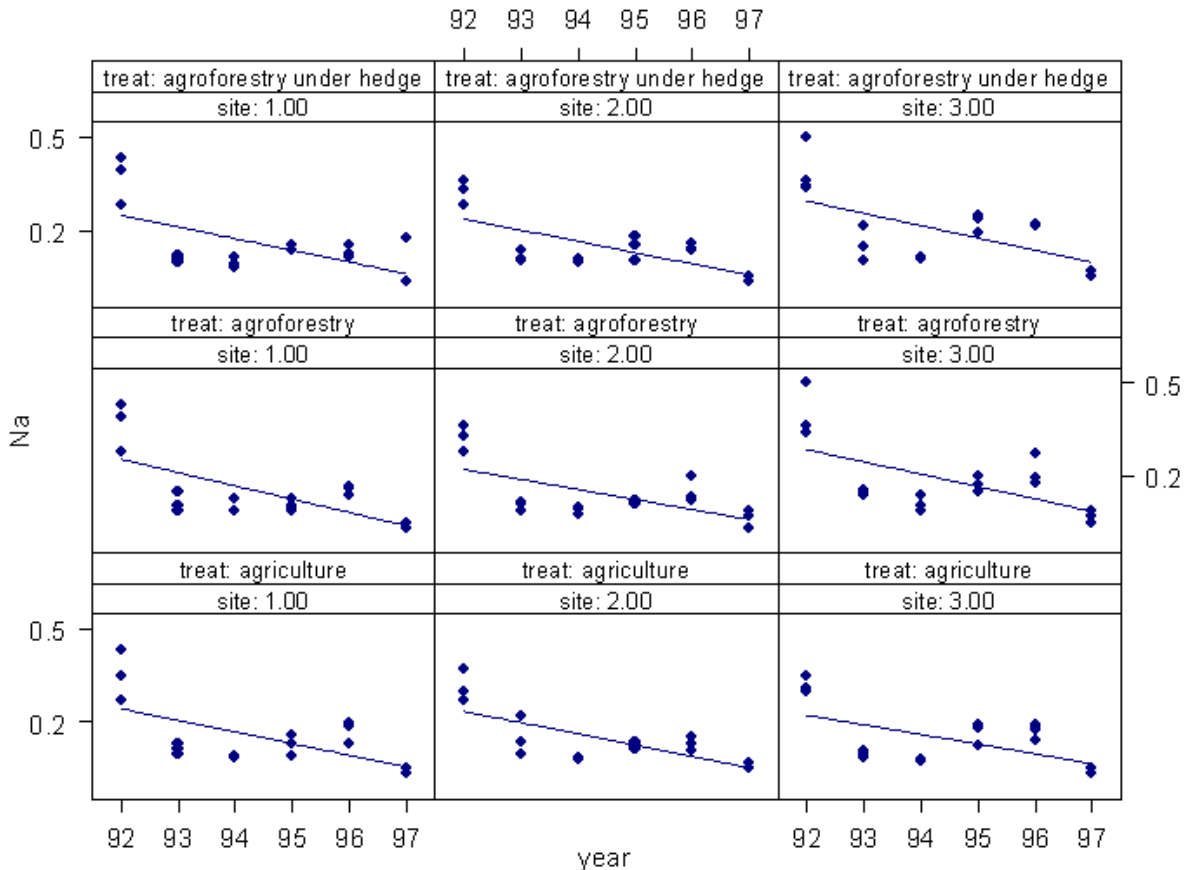 92 93 94 95 96 97
treat: agroforestry under hedge treat: agroforestry under hedge treat: agroforestry under hedge
site: 1.00 site: 2.00 site: 3.00
0.5
0.2
treat: agroforestry treat: agroforestry treat: agroforestry
site: 1.00 site: 2.00 site: 3.00
0.5
Na
0.2
treat: agriculture treat: agriculture treat: agriculture
site: 1.00 site: 2.00 site: 3.00
0.5
0.2
92 93 94 95 96 97 92 93 94 95 96 97
year